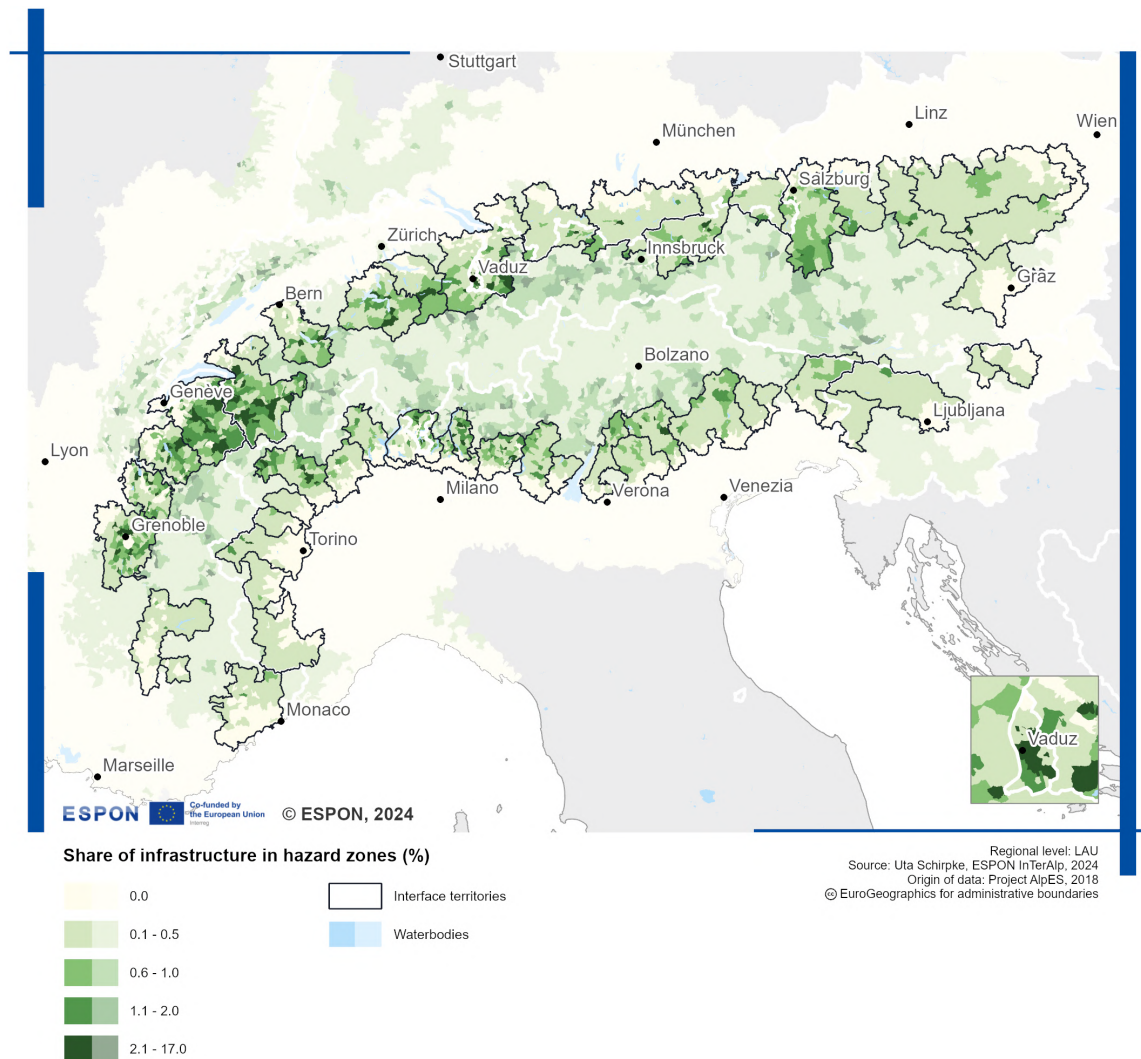 Stuttgart
Linz
Wien
München
Salzburg
Zürich
Innsbruck
Vaduz
Graz
Bern
Bolzano
Genève
Ljubljana
Lyon
Milano
Verona
Venezia
Grenoble
Torino
Monaco
Vaduz
Marseille
ESPON
Co-funded by
the European Union
Interreg
© ESPON, 2024
Share of infrastructure in hazard zones (%)
0.0
0.1 - 0.5
0.6 - 1.0
1.1 - 2.0
2.1 - 17.0
Interface territories
Waterbodies
Regional level: LAU
Source: Uta Schirpke, ESPON InTerAlp, 2024
Origin of data: Project AlpES, 2018
㏄ EuroGeographics for administrative boundaries